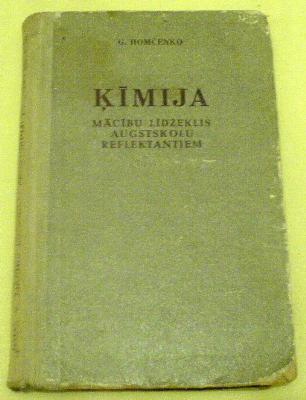 G. HOMČENKO
ĶĪMIJA
MĀCĪBU LĪDZEKLIS
AUGSTSKOLU
REFLEKTANTIEM